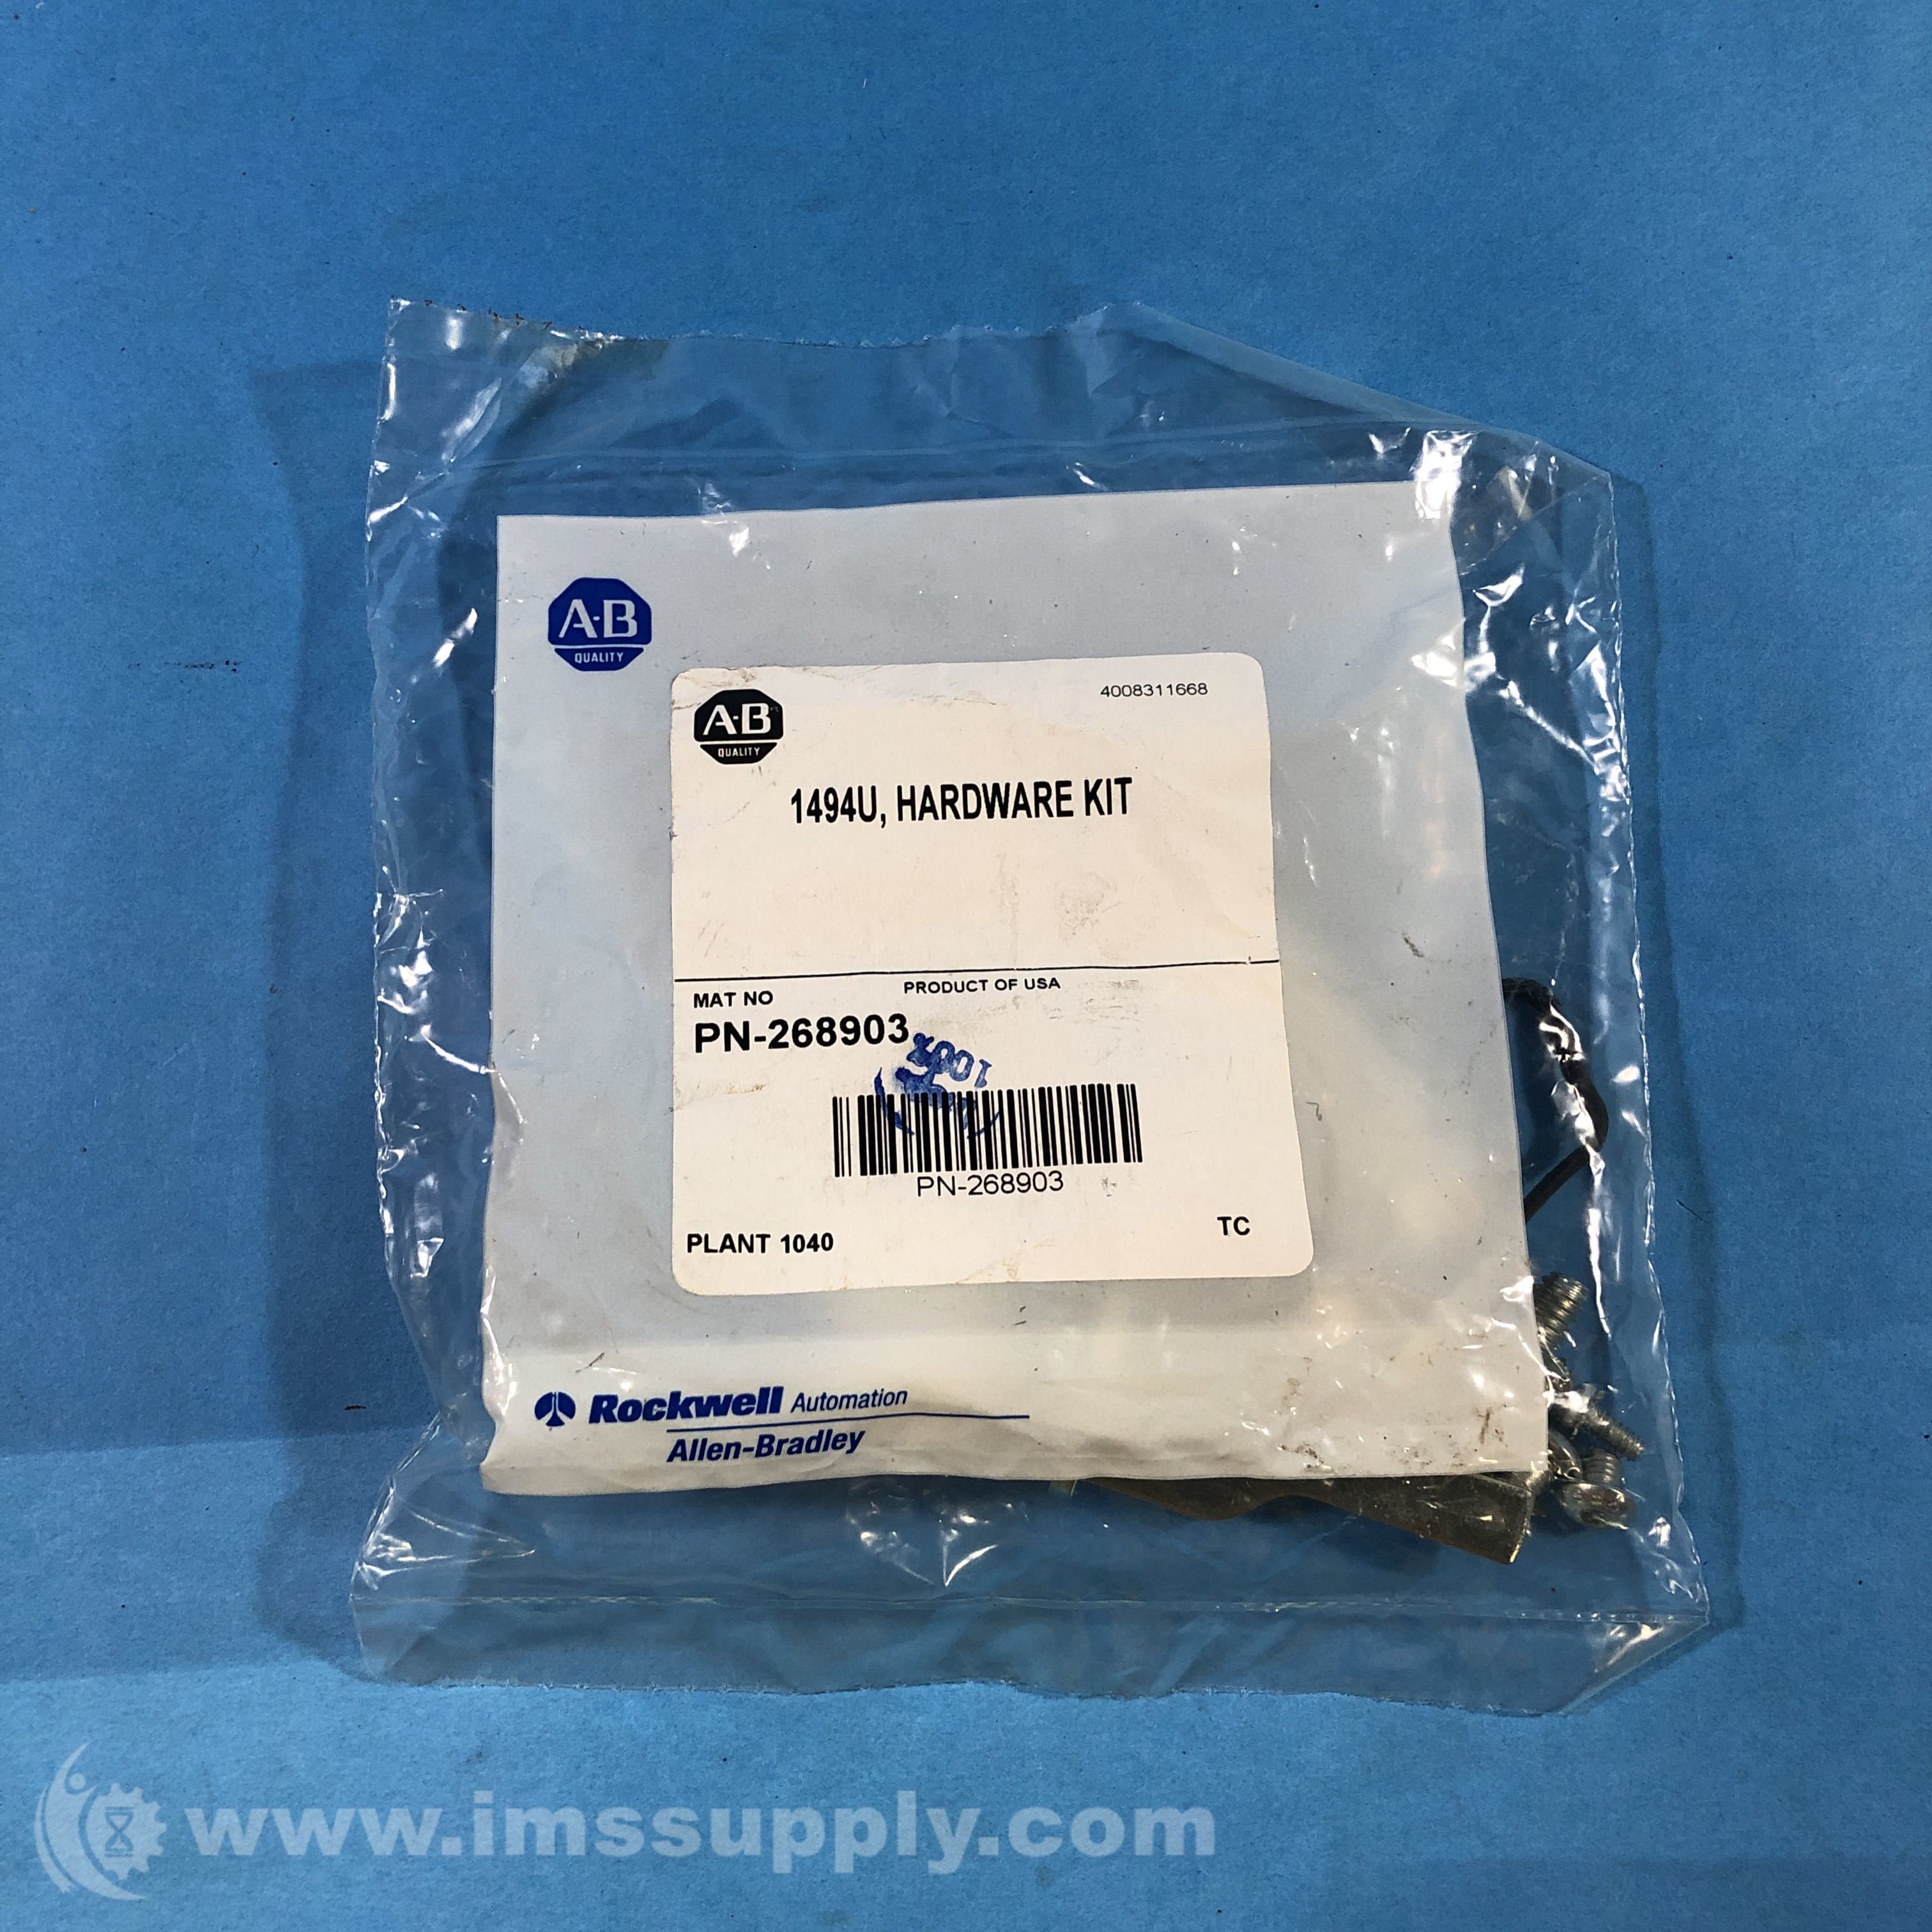 A-B
QUALITY
4008311668
A-B
QUALITY
1494U, HARDWARE KIT
PRODUCT OF USA
MAT NO
PN-268903
PN-268903
PLANT 1040
TC
Rockwell Automation
Allen-Bradley
www.imssupply.com